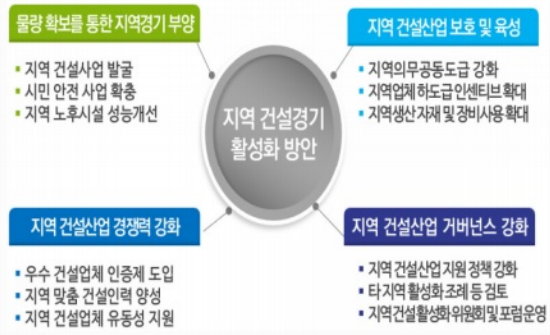 물량 확보를 통한 지역경기 부양
▪ 지역 건설사업 발굴
▪ 시민 안전 사업 확충
▪ 지역 노후시설 성능개선
지역 건설산업 보호 및 육성
▪ 지역의무공동도급 강화
▪ 지역업체 하도급 인센티브 확대
▪ 지역생산 자재 및 장비사용 확대
지역 건설경기
활성화 방안
지역 건설산업 경쟁력 강화
▪ 우수 건설업체 인증제 도입
▪ 지역 맞춤 건설인력 양성
▪ 지역 건설업체 유동성 지원
지역 건설산업 거버넌스 강화
▪ 지역 건설산업 지원 정책 강화
▪ 타 지역 활성화 조례 등 검토
▪ 지역 건설 활성화 위원회 및 포럼 운영